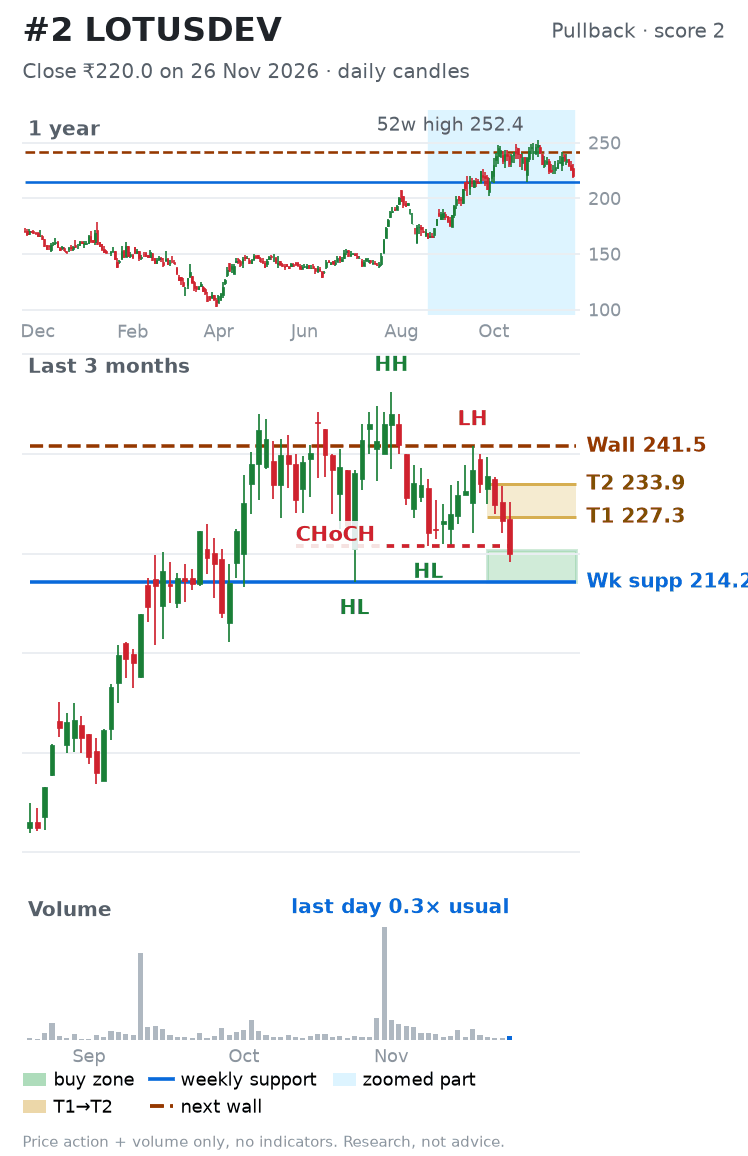 #2 LOTUSDEV
Pullback · score 2
Close ₹220.0 on 26 Nov 2026 · daily candles
1 year
52w high 252.4
250
200
150
100
Dec Feb Apr Jun Aug Oct
Last 3 months
HH
LH
Wall 241.5
T2 233.9
T1 227.3
CHoCH
HL
Wk supp 214.2
HL
Volume
last day 0.3× usual
Sep Oct Nov
buy zone weekly support zoomed part
T1→T2 next wall
Price action + volume only, no indicators. Research, not advice.